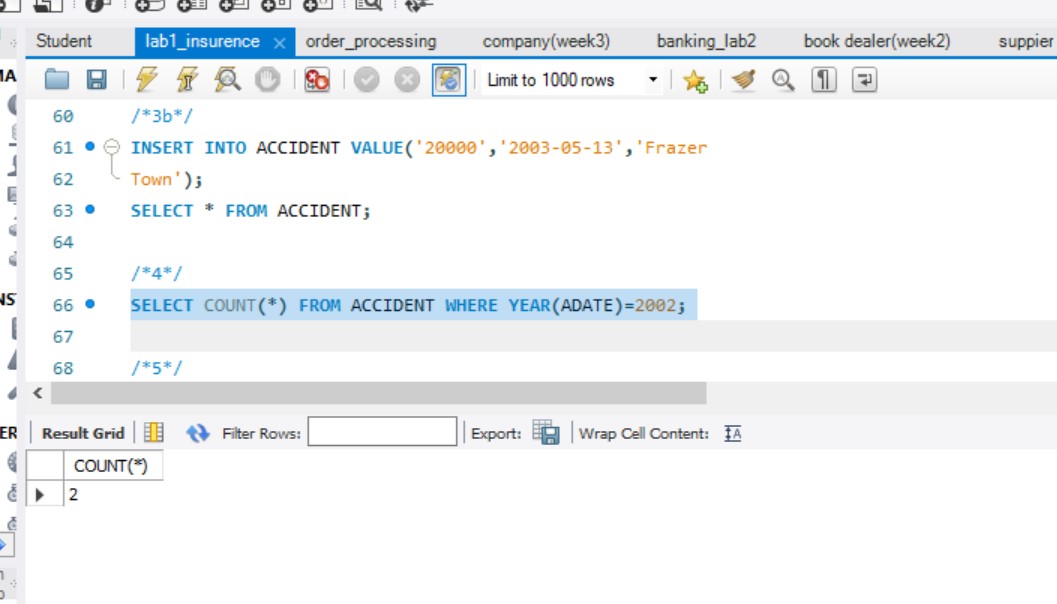 Student lab1_insurence × order_processing company(week3) banking_lab2 book dealer(week2) suppier
Limit to 1000 rows
60 /*3b*/
61 INSERT INTO ACCIDENT VALUE('20000','2003-05-13','Frazer
62 Town');
63 SELECT * FROM ACCIDENT;
64
65 /*4*/
66 SELECT COUNT(*) FROM ACCIDENT WHERE YEAR(ADATE)=2002;
67
68 /*5*/
Result Grid Filter Rows: Export: Wrap Cell Content:
COUNT(*)
2